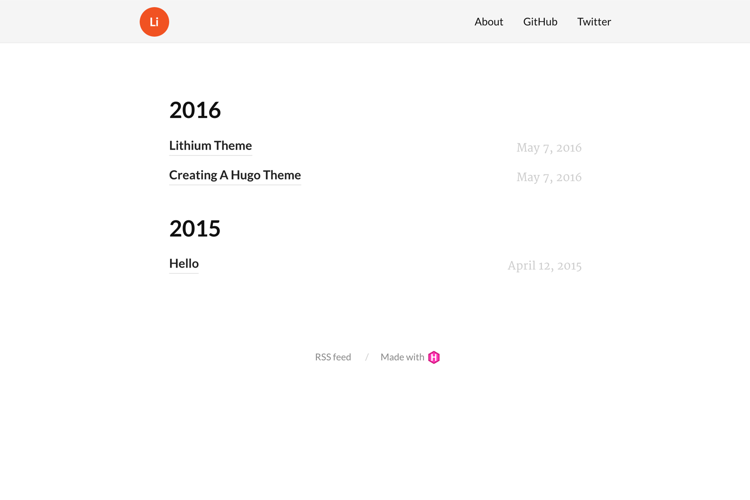 Li About GitHub Twitter
2016
Lithium Theme May 7, 2016
Creating A Hugo Theme May 7, 2016
2015
Hello April 12, 2015
RSS feed / Made with H